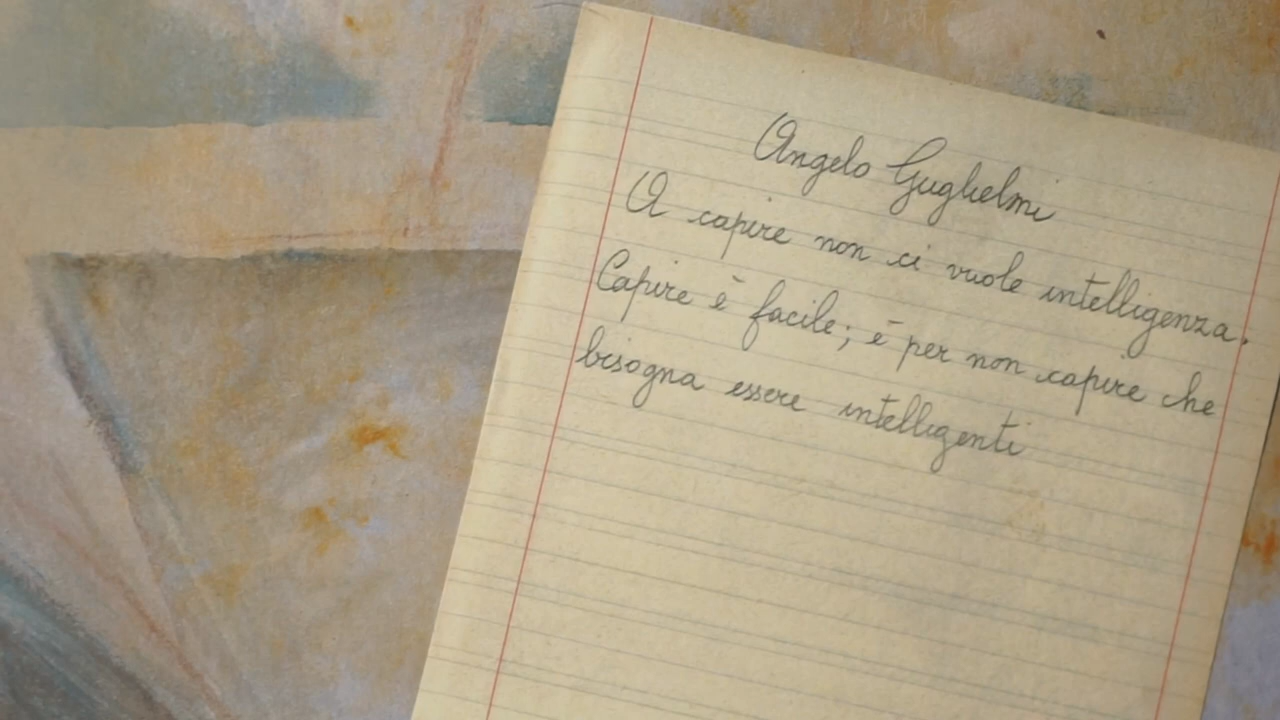 Angelo Guglielmi
A capire non ci vuole intelligenza.
Capire è facile; è per non capire che
bisogna essere intelligenti